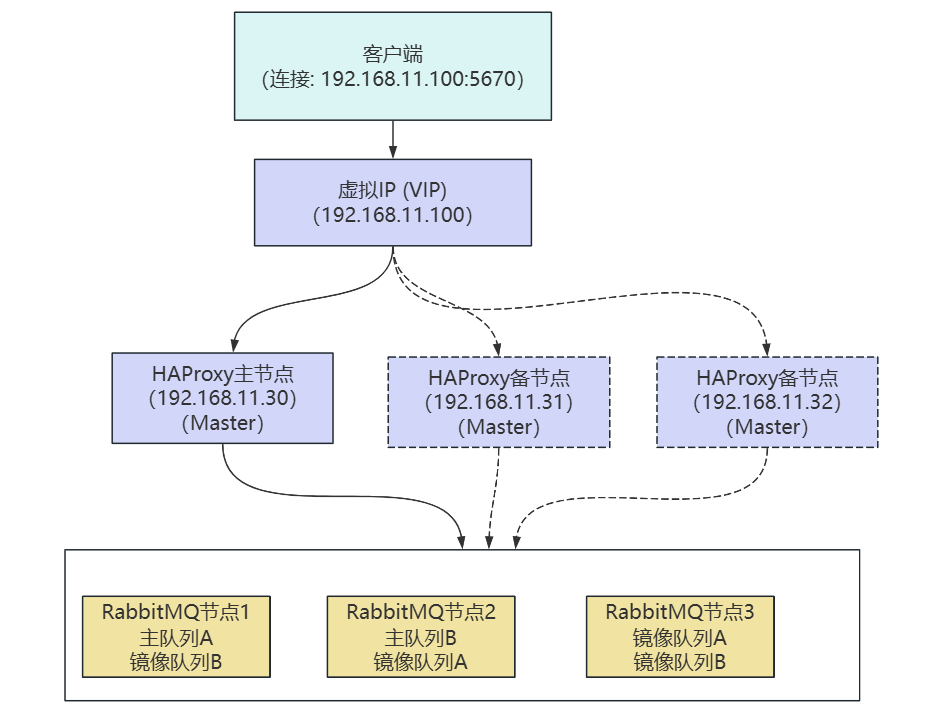 客户端
（连接: 192.168.11.100:5670）
虚拟IP (VIP)
（192.168.11.100）
HAProxy主节点
（192.168.11.30）
（Master）
HAProxy备节点
（192.168.11.31）
（Master）
HAProxy备节点
（192.168.11.32）
（Master）
RabbitMQ节点1
主队列A
镜像队列B
RabbitMQ节点2
主队列B
镜像队列A
RabbitMQ节点3
镜像队列A
镜像队列B